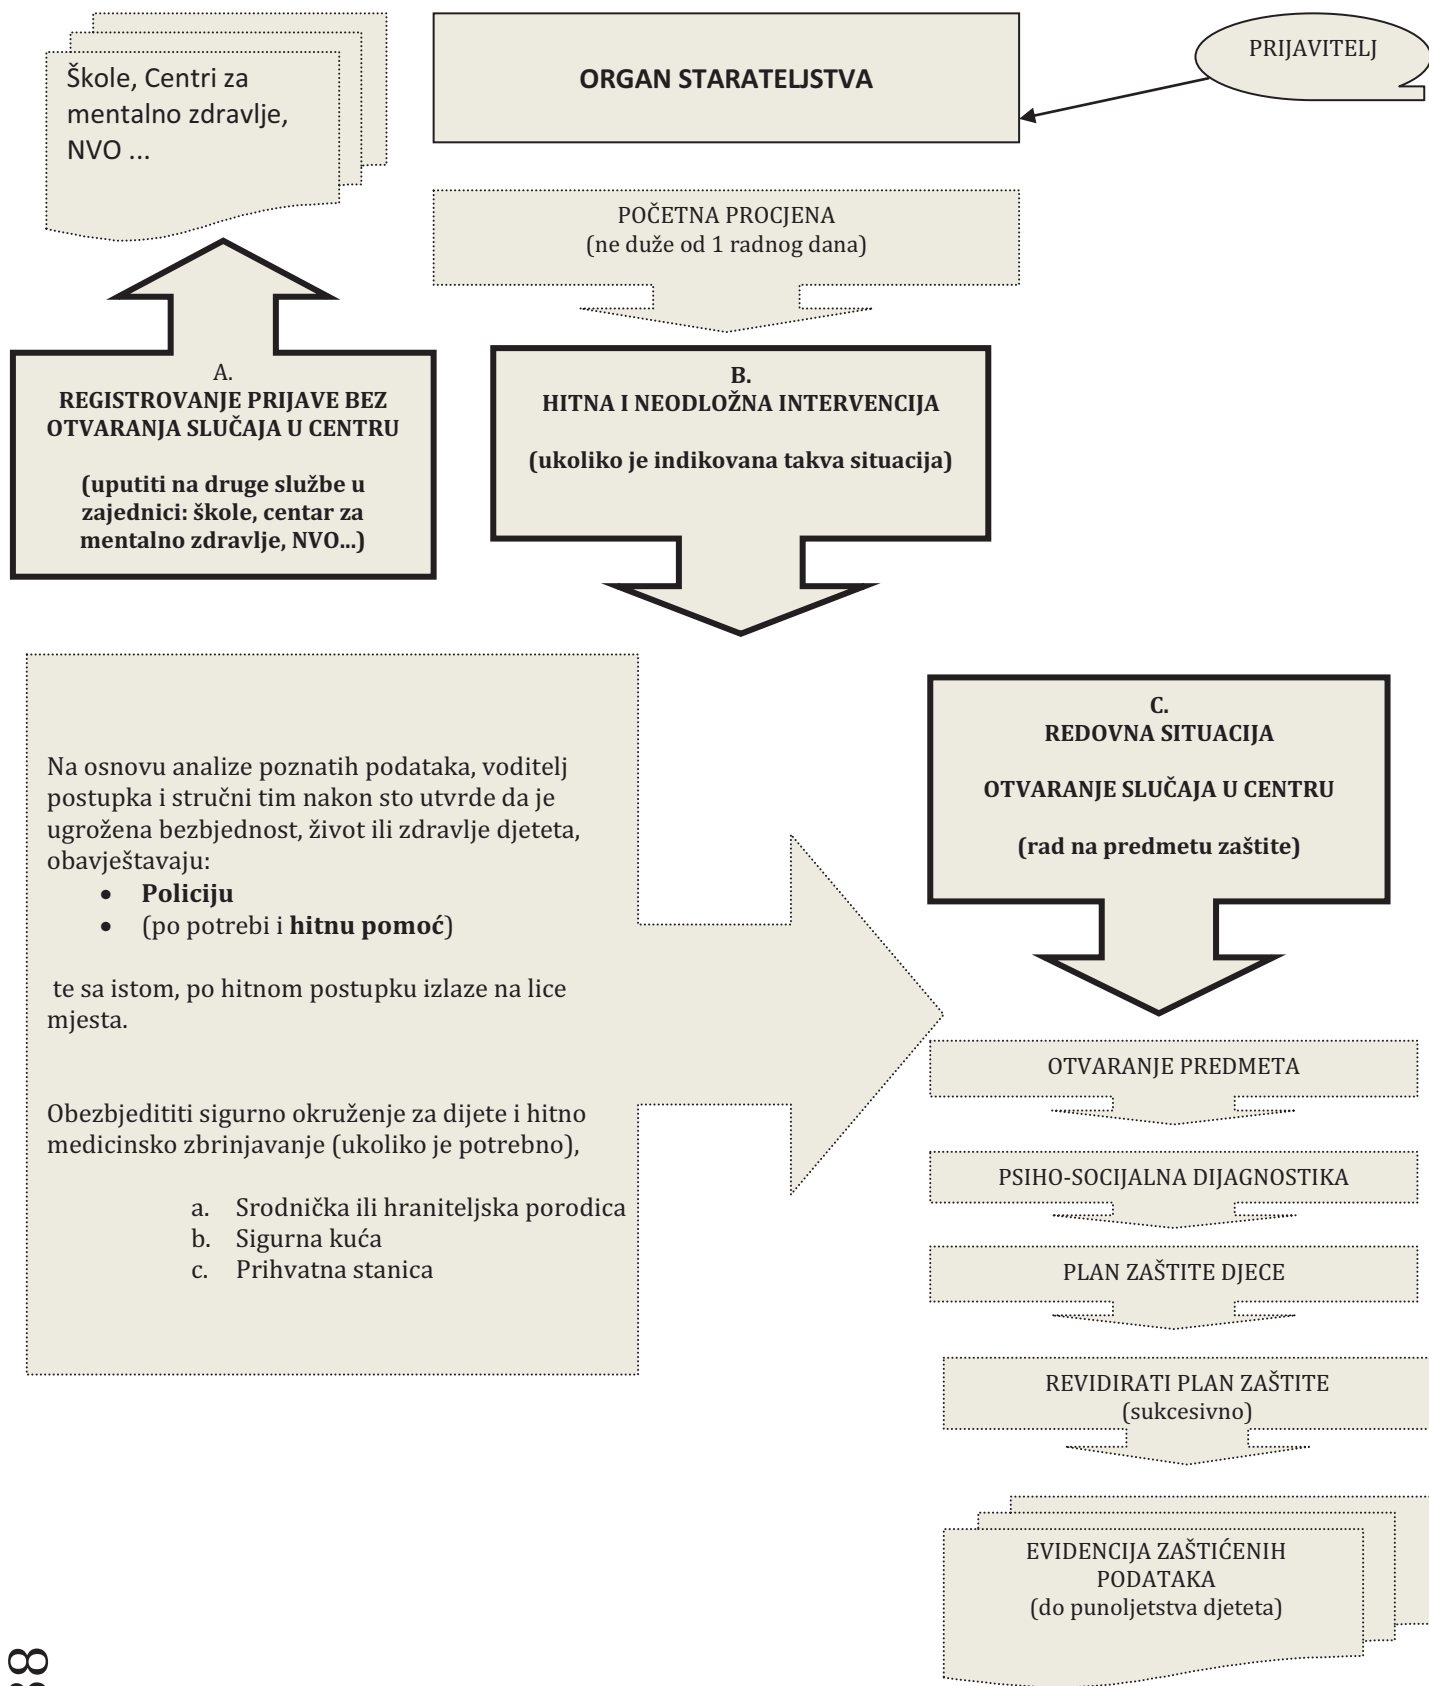 Škole, Centri za
mentalno zdravlje,
NVO ...
ORGAN STARATELJSTVA
PRIJAVITELJ
POČETNA PROCJENA
(ne duže od 1 radnog dana)
A.
REGISTROVANJE PRIJAVE BEZ
OTVARANJA SLUČAJA U CENTRU
(uputiti na druge službe u
zajednici: škole, centar za
mentalno zdravlje, NVO...)
B.
HITNA I NEODLOŽNA INTERVENCIJA
(ukoliko je indikovana takva situacija)
Na osnovu analize poznatih podataka, voditelj
postupka i stručni tim nakon sto utvrde da je
ugrožena bezbjednost, život ili zdravlje djeteta,
obavještavaju:
• Policiju
• (po potrebi i hitnu pomoć)
te sa istom, po hitnom postupku izlaze na lice
mjesta.
Obezbjedititi sigurno okruženje za dijete i hitno
medicinsko zbrinjavanje (ukoliko je potrebno),
a. Srodnička ili hraniteljska porodica
b. Sigurna kuća
c. Prihvatna stanica
C.
REDOVNA SITUACIJA
OTVARANJE SLUČAJA U CENTRU
(rad na predmetu zaštite)
OTVARANJE PREDMETA
PSIHO-SOCIJALNA DIJAGNOSTIKA
PLAN ZAŠTITE DJECE
REVIDIRATI PLAN ZAŠTITE
(sukcesivno)
EVIDENCIJA ZAŠTIĆENIH
PODATAKA
(do punoljetstva djeteta)